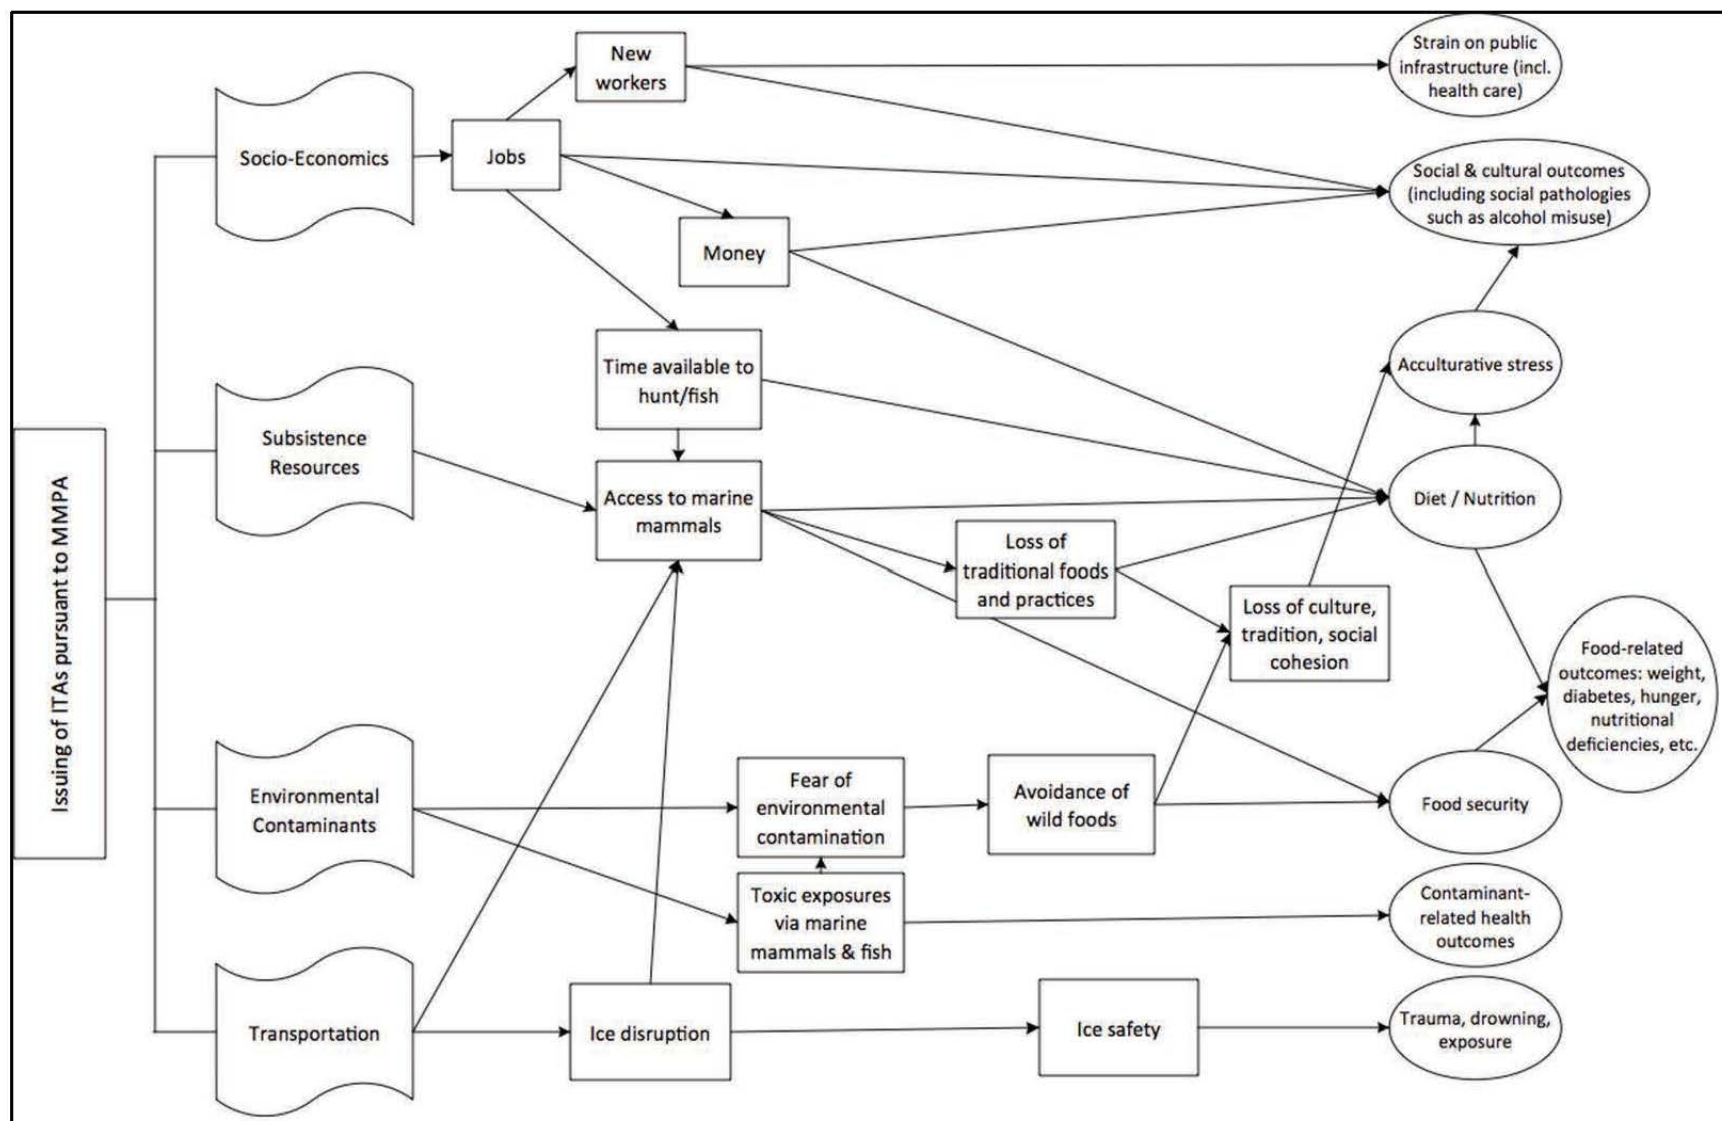 Issuing of ITAs pursuant to MMPA
Socio-Economics
Subsistence
Resources
Environmental
Contaminants
Transportation
Jobs
New
workers
Money
Time available to
hunt/fish
Access to marine
mammals
Loss of
traditional foods
and practices
Loss of culture,
tradition, social
cohesion
Fear of
environmental
contamination
Avoidance of
wild foods
Toxic exposures
via marine
mammals & fish
Ice disruption
Ice safety
Strain on public
infrastructure (incl.
health care)
Social & cultural outcomes
(including social pathologies
such as alcohol misuse)
Acculturative stress
Diet / Nutrition
Food-related
outcomes: weight,
diabetes, hunger,
nutritional
deficiencies, etc.
Food security
Contaminant-
related health
outcomes
Trauma, drowning,
exposure